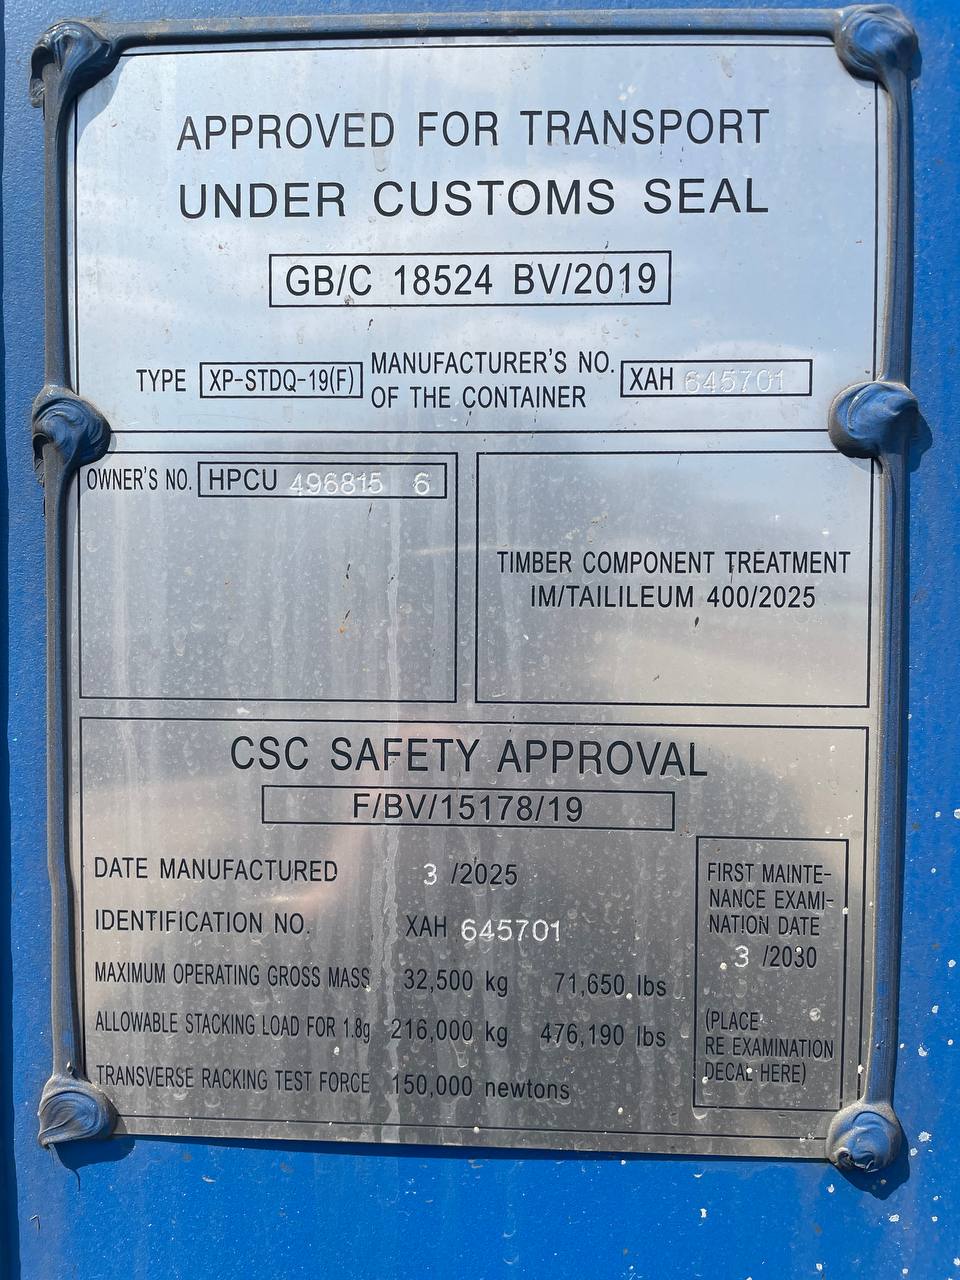 APPROVED FOR TRANSPORT
UNDER CUSTOMS SEAL
GB/C 18524 BV/2019
TYPE XP-STDQ-19(F) MANUFACTURER'S NO. OF THE CONTAINER XAH 645701
OWNER'S NO. HPCU 496815 6
TIMBER COMPONENT TREATMENT
IM/TAILILEUM 400/2025
CSC SAFETY APPROVAL
F/BV/15178/19
DATE MANUFACTURED 3 /2025
IDENTIFICATION NO. XAH 645701
MAXIMUM OPERATING GROSS MASS 32,500 kg 71,650 lbs
ALLOWABLE STACKING LOAD FOR 1.8g 216,000 kg 476,190 lbs
TRANSVERSE RACKING TEST FORCE 150,000 newtons
FIRST MAINTE-
NANCE EXAMI-
NATION DATE
3 /2030
(PLACE
RE EXAMINATION
DECAL HERE)